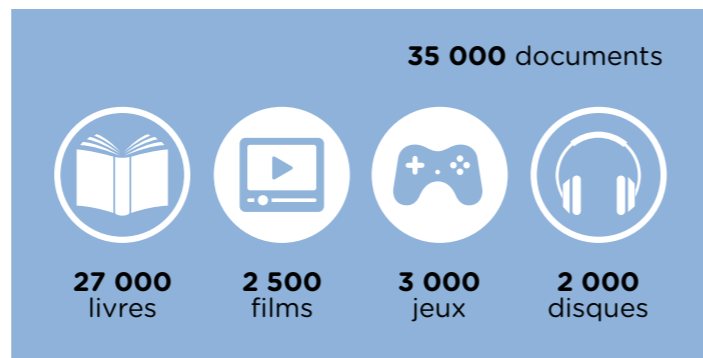 35 000 documents
27 000
livres
2 500
films
3 000
jeux
2 000
disques